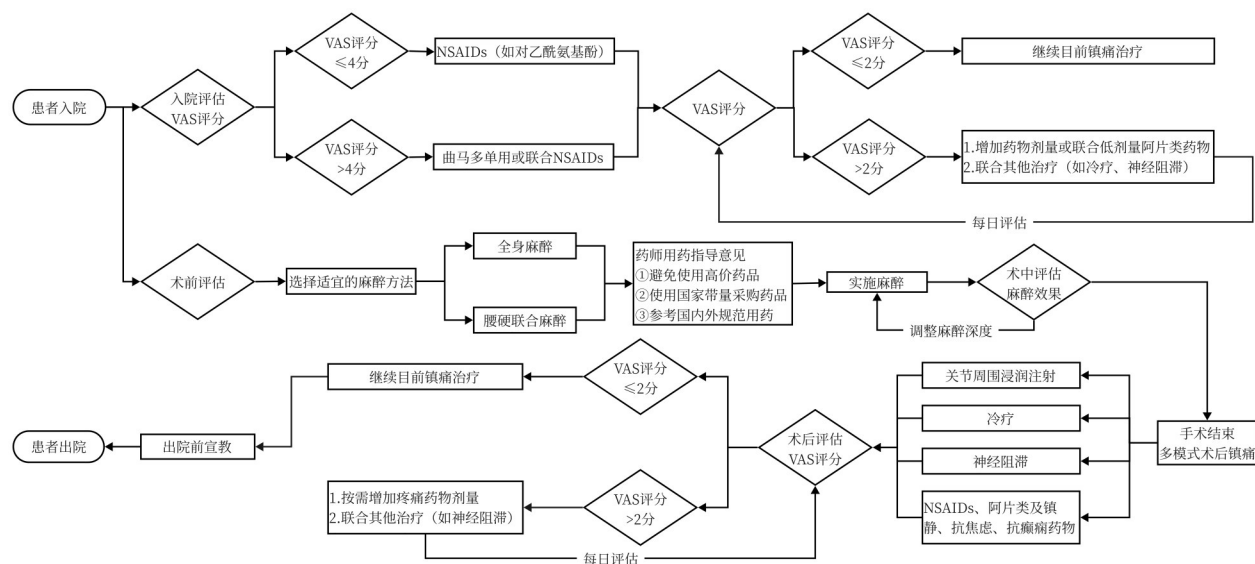 患者入院
入院评估
VAS评分
VAS评分
≤4分
NSAIDs（如对乙酰氨基酚）
VAS评分
>4分
曲马多单用或联合NSAIDs
VAS评分
VAS评分
≤2分
继续目前镇痛治疗
VAS评分
>2分
1.增加药物剂量或联合低剂量阿片类药物
2.联合其他治疗（如冷疗、神经阻滞）
每日评估
术前评估
选择适宜的麻醉方法
全身麻醉
腰硬联合麻醉
药师用药指导意见
①避免使用高价药品
②使用国家带量采购药品
③参考国内外规范用药
实施麻醉
术中评估
麻醉效果
调整麻醉深度
手术结束
多模式术后镇痛
关节周围浸润注射
冷疗
神经阻滞
NSAIDs、阿片类及镇
静、抗焦虑、抗癫痫药物
术后评估
VAS评分
VAS评分
≤2分
继续目前镇痛治疗
VAS评分
>2分
1.按需增加疼痛药物剂量
2.联合其他治疗（如神经阻滞）
每日评估
出院前宣教
患者出院